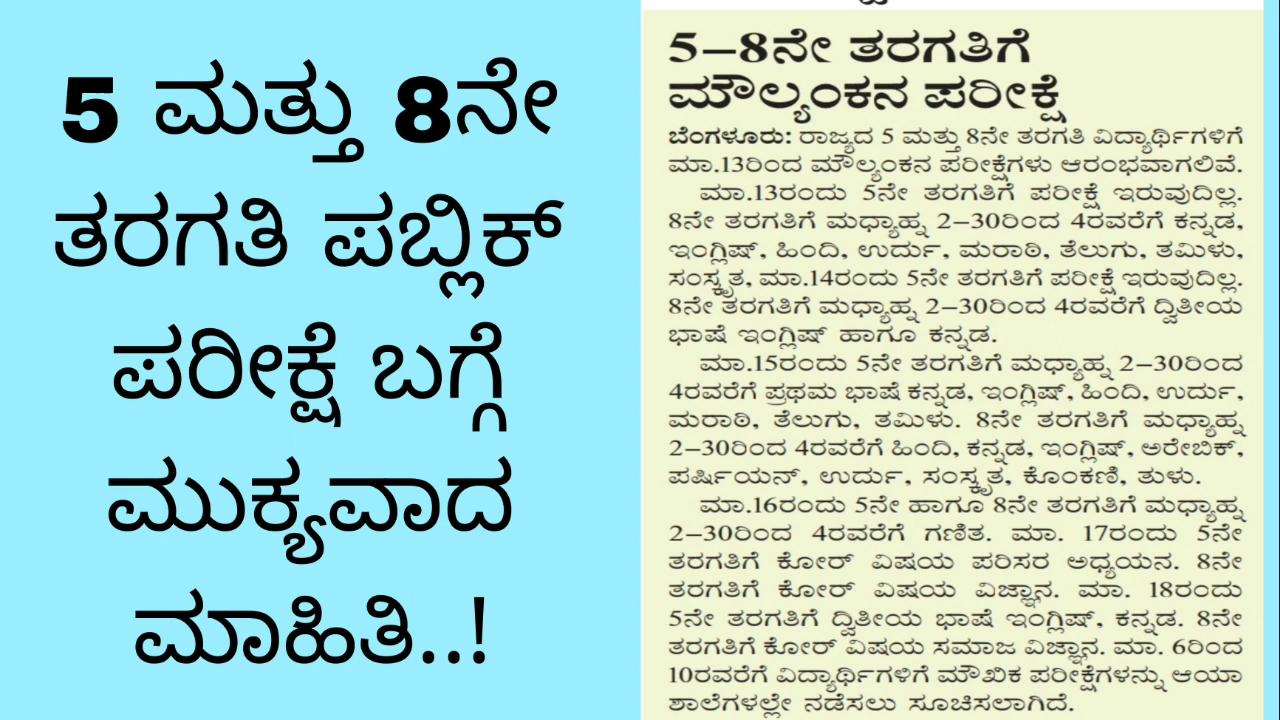 5 ಮತ್ತು 8ನೇ
ತರಗತಿ ಪಬ್ಲಿಕ್
ಪರೀಕ್ಷೆ ಬಗ್ಗೆ
ಮುಕ್ಯವಾದ
ಮಾಹಿತಿ..!
5–8ನೇ ತರಗತಿಗೆ
ಮೌಲ್ಯಂಕನ ಪರೀಕ್ಷೆ
ಬೆಂಗಳೂರು: ರಾಜ್ಯದ 5 ಮತ್ತು 8ನೇ ತರಗತಿ ವಿದ್ಯಾರ್ಥಿಗಳಿಗೆ
ಮಾ.13ರಿಂದ ಮೌಲ್ಯಂಕನ ಪರೀಕ್ಷೆಗಳು ಆರಂಭವಾಗಲಿವೆ.
ಮಾ.13ರಂದು 5ನೇ ತರಗತಿಗೆ ಪರೀಕ್ಷೆ ಇರುವುದಿಲ್ಲ.
8ನೇ ತರಗತಿಗೆ ಮಧ್ಯಾಹ್ನ 2–30ರಿಂದ 4ರವರೆಗೆ ಕನ್ನಡ,
ಇಂಗ್ಲಿಷ್, ಹಿಂದಿ, ಉರ್ದು, ಮರಾಠಿ, ತೆಲುಗು, ತಮಿಳು,
ಸಂಸ್ಕೃತ, ಮಾ.14ರಂದು 5ನೇ ತರಗತಿಗೆ ಪರೀಕ್ಷೆ ಇರುವುದಿಲ್ಲ.
8ನೇ ತರಗತಿಗೆ ಮಧ್ಯಾಹ್ನ 2–30ರಿಂದ 4ರವರೆಗೆ ದ್ವಿತೀಯ
ಭಾಷೆ ಇಂಗ್ಲಿಷ್ ಹಾಗೂ ಕನ್ನಡ.
ಮಾ.15ರಂದು 5ನೇ ತರಗತಿಗೆ ಮಧ್ಯಾಹ್ನ 2–30ರಿಂದ
4ರವರೆಗೆ ಪ್ರಥಮ ಭಾಷೆ ಕನ್ನಡ, ಇಂಗ್ಲಿಷ್, ಹಿಂದಿ, ಉರ್ದು,
ಮರಾಠಿ, ತೆಲುಗು, ತಮಿಳು. 8ನೇ ತರಗತಿಗೆ ಮಧ್ಯಾಹ್ನ
2–30ರಿಂದ 4ರವರೆಗೆ ಹಿಂದಿ, ಕನ್ನಡ, ಇಂಗ್ಲಿಷ್, ಅರೇಬಿಕ್,
ಪರ್ಷಿಯನ್, ಉರ್ದು, ಸಂಸ್ಕೃತ, ಕೊಂಕಣಿ, ತುಳು.
ಮಾ.16ರಂದು 5ನೇ ಹಾಗೂ 8ನೇ ತರಗತಿಗೆ ಮಧ್ಯಾಹ್ನ
2–30ರಿಂದ 4ರವರೆಗೆ ಗಣಿತ. ಮಾ. 17ರಂದು 5ನೇ
ತರಗತಿಗೆ ಕೋರ್ ವಿಷಯ ಪರಿಸರ ಅಧ್ಯಯನ. 8ನೇ
ತರಗತಿಗೆ ಕೋರ್ ವಿಷಯ ವಿಜ್ಞಾನ. ಮಾ. 18ರಂದು
5ನೇ ತರಗತಿಗೆ ದ್ವಿತೀಯ ಭಾಷೆ ಇಂಗ್ಲಿಷ್, ಕನ್ನಡ. 8ನೇ
ತರಗತಿಗೆ ಕೋರ್ ವಿಷಯ ಸಮಾಜ ವಿಜ್ಞಾನ. ಮಾ. 6ರಿಂದ
10ರವರೆಗೆ ವಿದ್ಯಾರ್ಥಿಗಳಿಗೆ ಮೌಖಿಕ ಪರೀಕ್ಷೆಗಳನ್ನು ಆಯಾ
ಶಾಲೆಗಳಲ್ಲೇ ನಡೆಸಲು ಸೂಚಿಸಲಾಗಿದೆ.